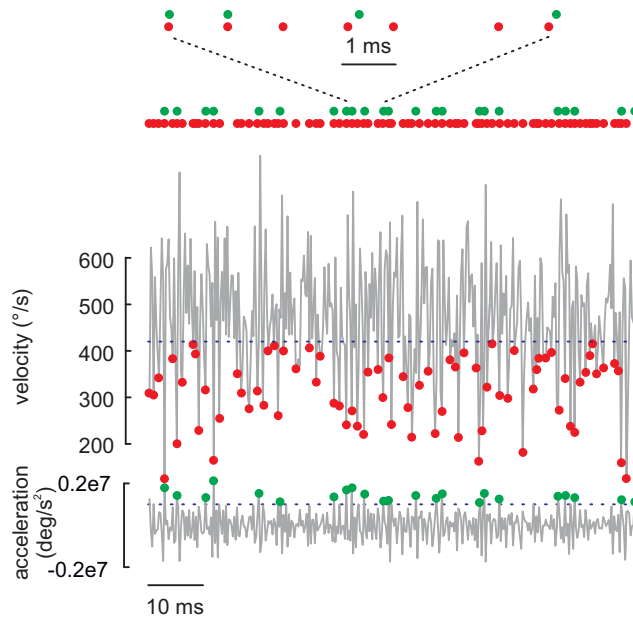 1 ms
600
500
400
300
200
velocity (°/s)
0.2e7
-0.2e7
acceleration
(deg/s²)
10 ms